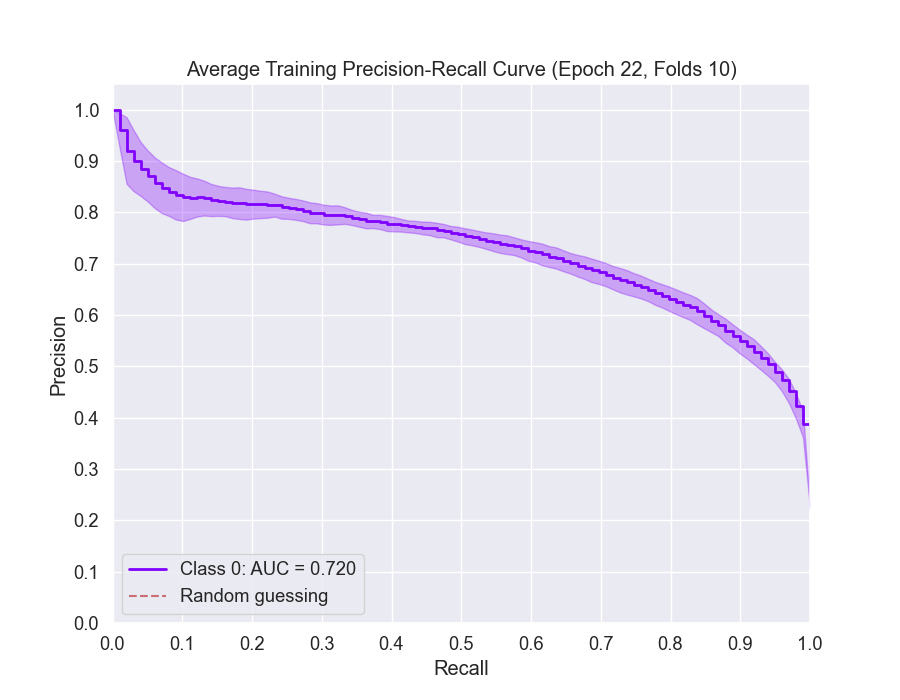 Average Training Precision-Recall Curve (Epoch 22, Folds 10)
1.0
0.9
0.8
0.7
0.6
0.5
0.4
0.3
0.2
0.1
0.0
Precision
Class 0: AUC = 0.720
Random guessing
0.0 0.1 0.2 0.3 0.4 0.5 0.6 0.7 0.8 0.9 1.0
Recall